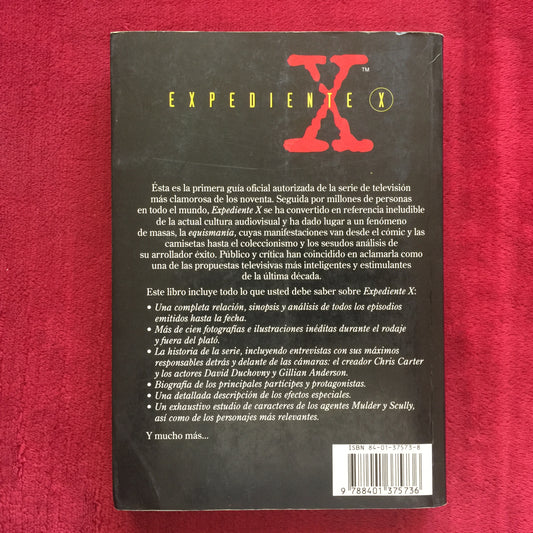 X
™
EXPEDIENTE X
Ésta es la primera guía oficial autorizada de la serie de televisión
más clamorosa de los noventa. Seguida por millones de personas
en todo el mundo, Expediente X se ha convertido en referencia ineludible
de la actual cultura audiovisual y ha dado lugar a un fenómeno
de masas, la equismanía, cuyas manifestaciones van desde el cómic y las
camisetas hasta el coleccionismo y los sesudos análisis de
su arrollador éxito. Público y crítica han coincidido en aclamarla como
una de las propuestas televisivas más inteligentes y estimulantes
de la última década.
Este libro incluye todo lo que usted debe saber sobre Expediente X:
• Una completa relación, sinopsis y análisis de todos los episodios
emitidos hasta la fecha.
• Más de cien fotografías e ilustraciones inéditas durante el rodaje
y fuera del plató.
• La historia de la serie, incluyendo entrevistas con sus máximos
responsables detrás y delante de las cámaras: el creador Chris Carter
y los actores David Duchovny y Gillian Anderson.
• Biografía de los principales partícipes y protagonistas.
• Una detallada descripción de los efectos especiales.
• Un exhaustivo estudio de caracteres de los agentes Mulder y Scully,
así como de los personajes más relevantes.
Y mucho más...
ISBN 84-01-37573-8
9 788401 375736